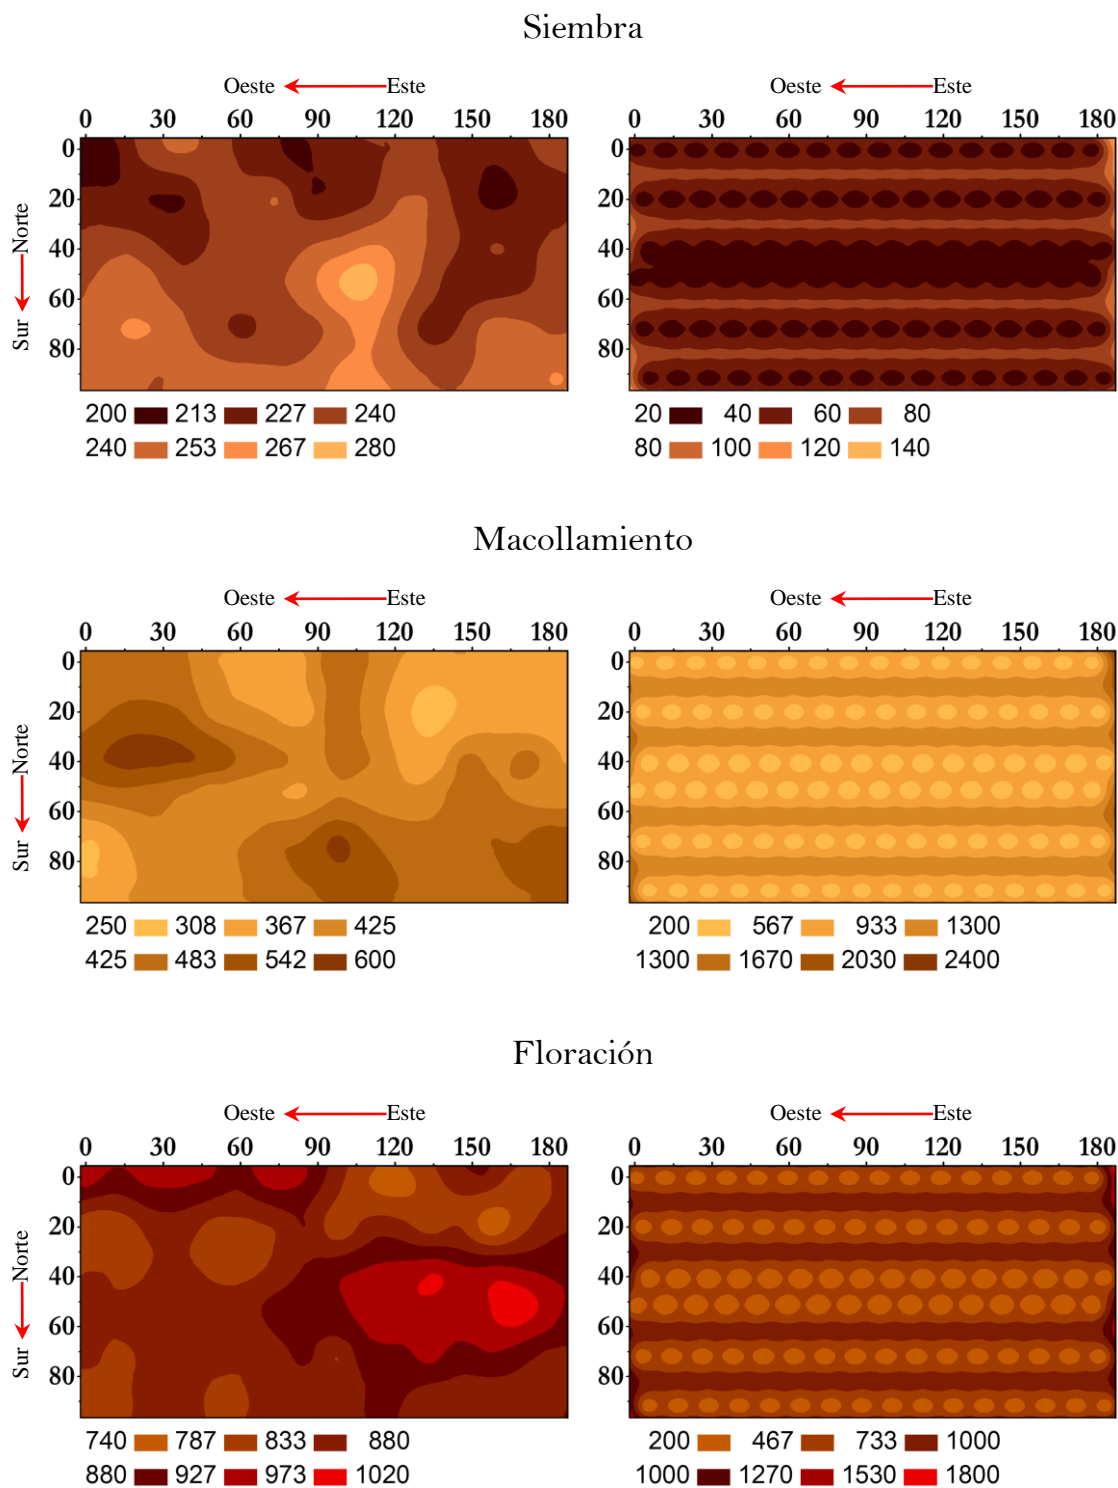 Siembra
Oeste Este Oeste Este
0 30 60 90 120 150 180 0 30 60 90 120 150 180
0 0
20 20
Norte
40 40
60 60
Sur
80 80
200 213 227 240 20 40 60 80
240 253 267 280 80 100 120 140
Macollamiento
Oeste Este Oeste Este
0 30 60 90 120 150 180 0 30 60 90 120 150 180
0 0
20 20
Norte
40 40
60 60
Sur
80 80
250 308 367 425 200 567 933 1300
425 483 542 600 1300 1670 2030 2400
Floración
Oeste Este Oeste Este
0 30 60 90 120 150 180 0 30 60 90 120 150 180
0 0
20 20
Norte
40 40
60 60
Sur
80 80
740 787 833 880 200 467 733 1000
880 927 973 1020 1000 1270 1530 1800